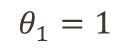 θ₁ = 1